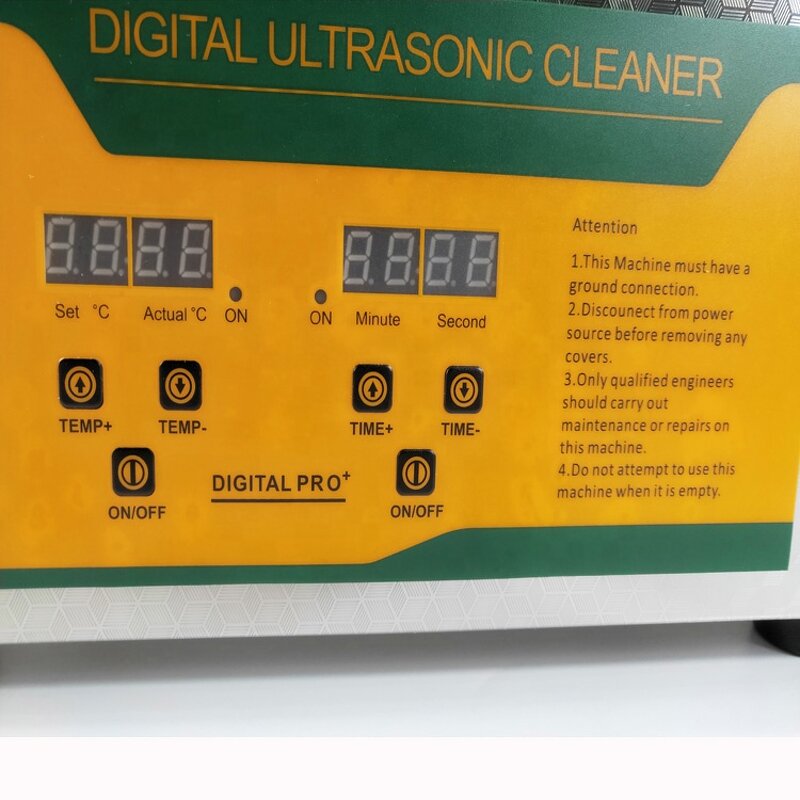 DIGITAL ULTRASONIC CLEANER
Set °C
Actual °C
ON
ON
Minute
Second
TEMP+
TEMP-
TIME+
TIME-
ON/OFF
DIGITAL PRO+
ON/OFF
Attention
1.This Machine must have a
ground connection.
2.Discounect from power
source before removing any
covers.
3.Only qualified engineers
should carry out
maintenance or repairs on
this machine.
4.Do not attempt to use this
machine when it is empty.